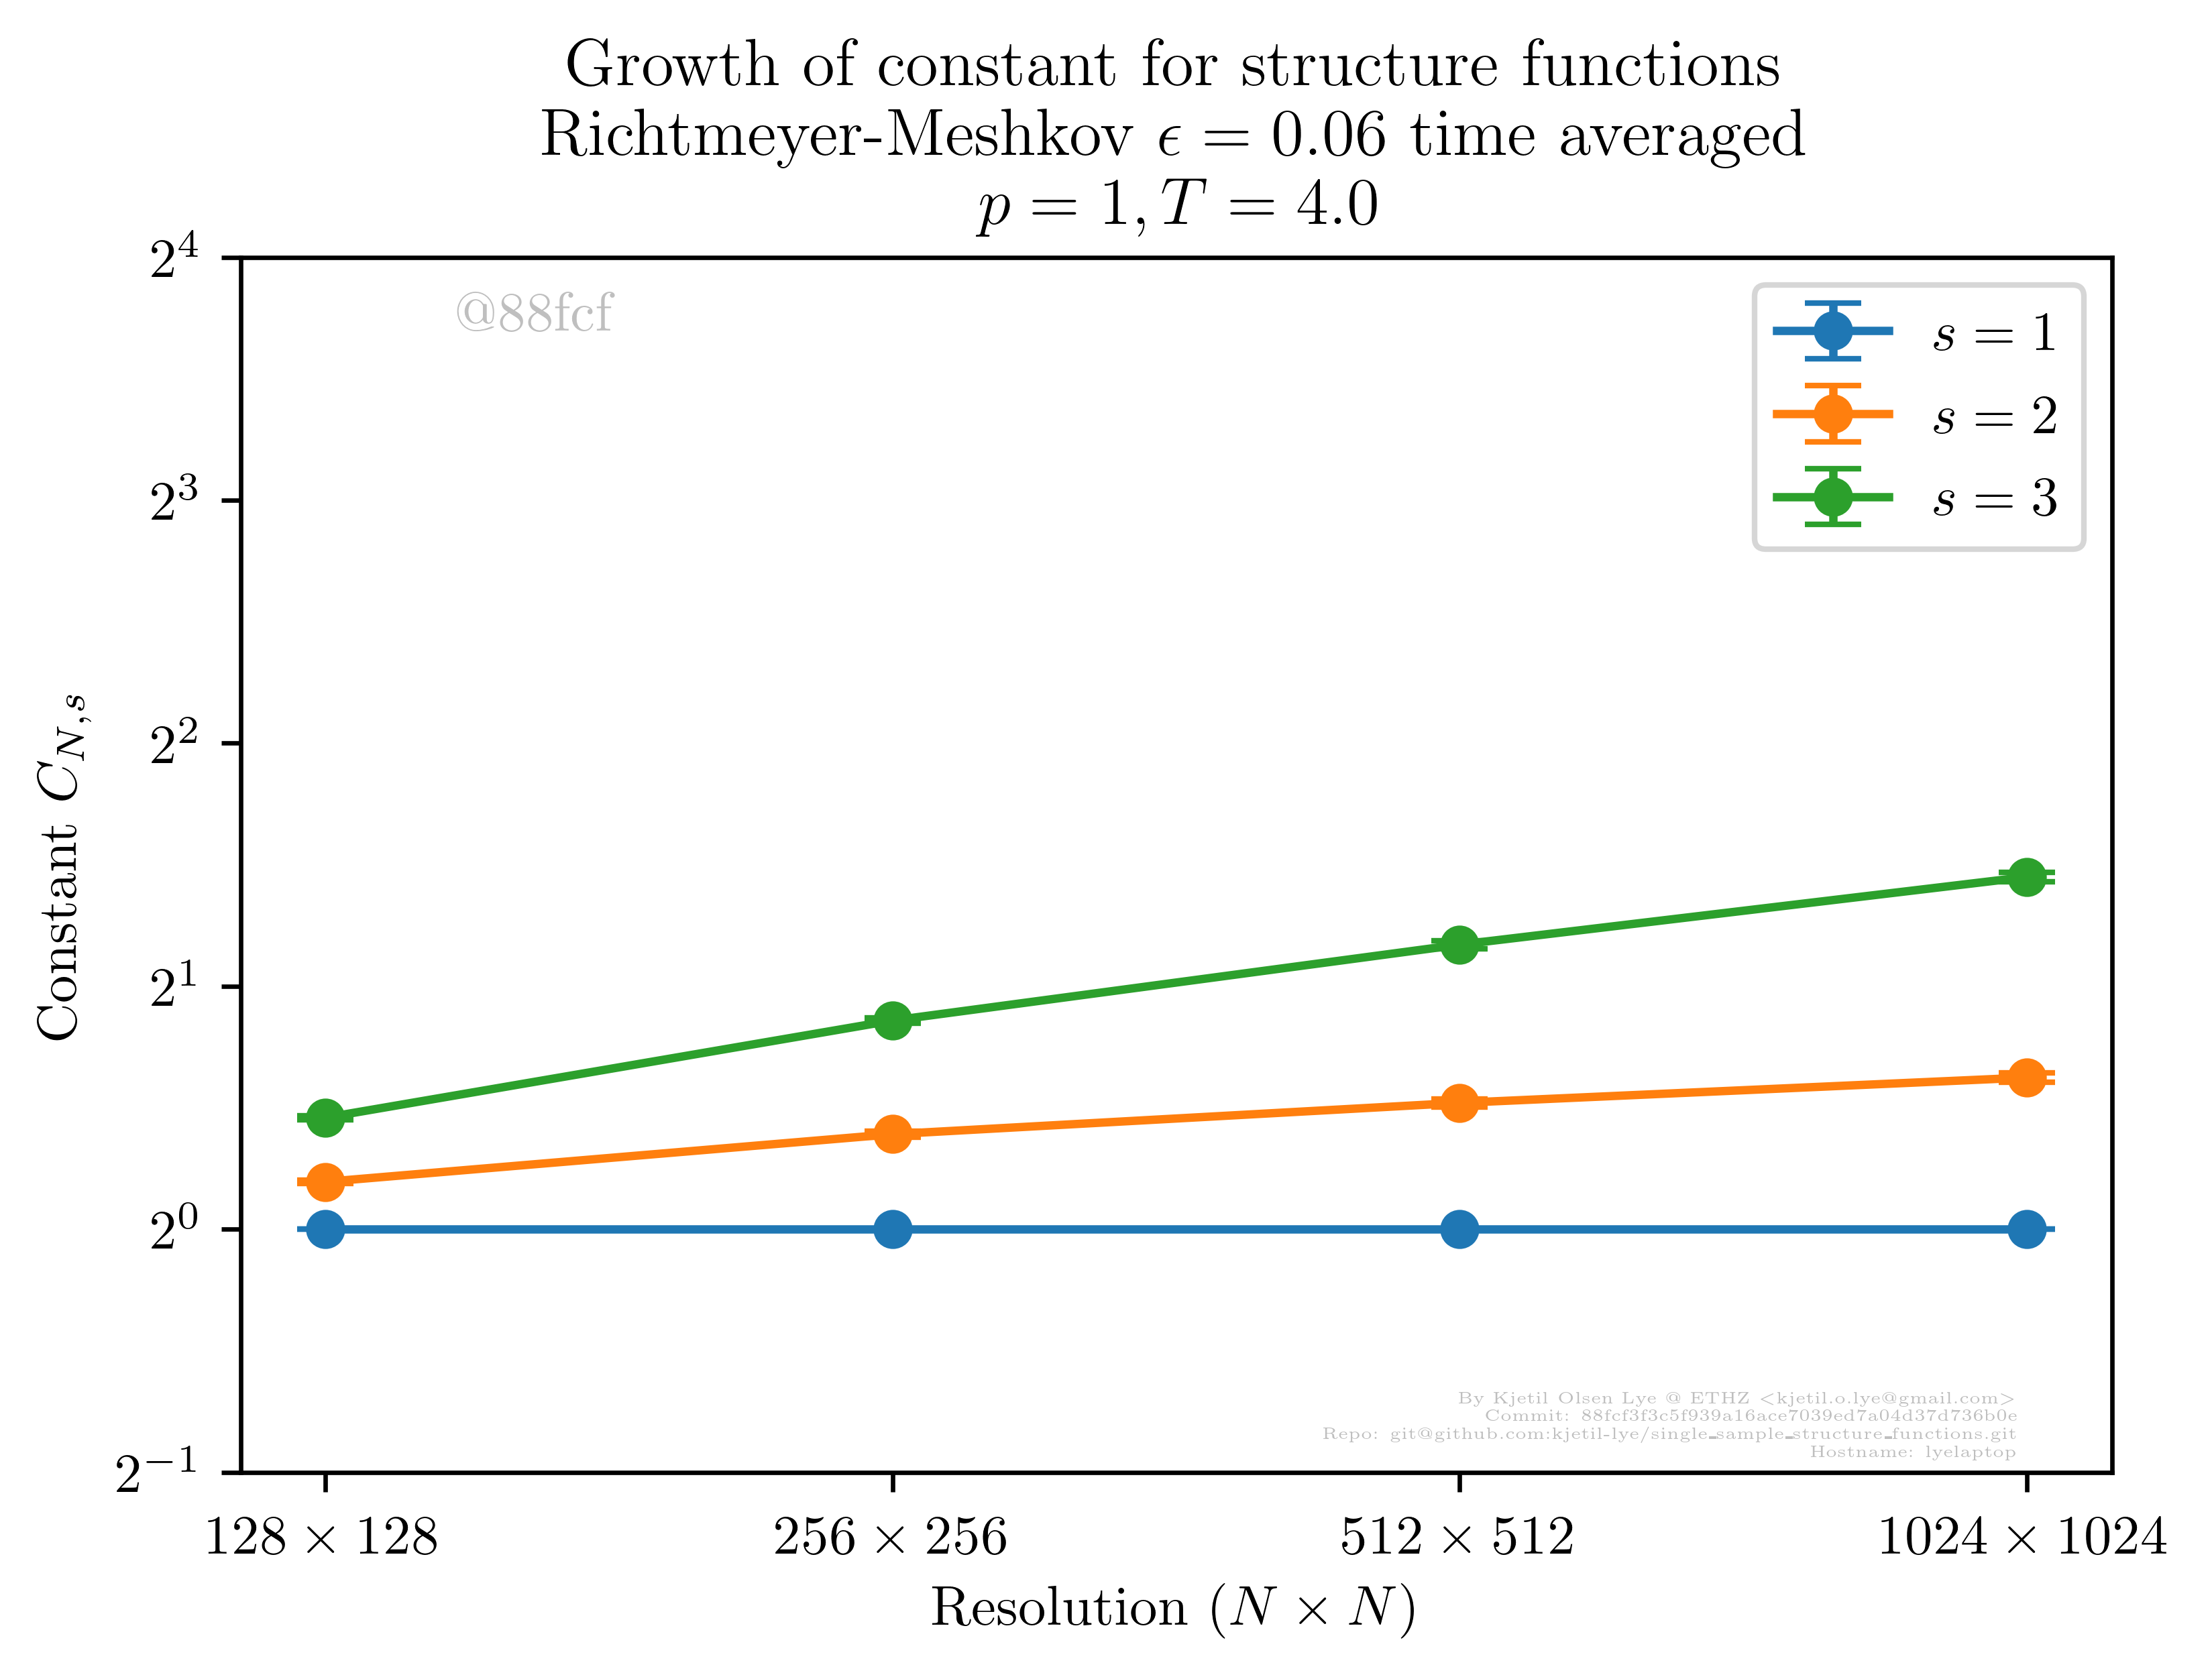 Growth of constant for structure functions
Richtmeyer-Meshkov ϵ = 0.06 time averaged
p = 1, T = 4.0
@88fcf
s = 1
s = 2
s = 3
Constant C_{N,s}
2^4
2^3
2^2
2^1
2^0
2^{-1}
By Kjetil Olsen Lye @ ETHZ <kjetil.o.lye@gmail.com>
Commit: 88fcf3f3c5f939a16ace7039ed7a04d37d736b0e
Repo: git@github.com:kjetil-lye/single_sample_structure_functions.git
Hostname: lyelaptop
128 × 128 256 × 256 512 × 512 1024 × 1024
Resolution (N × N)